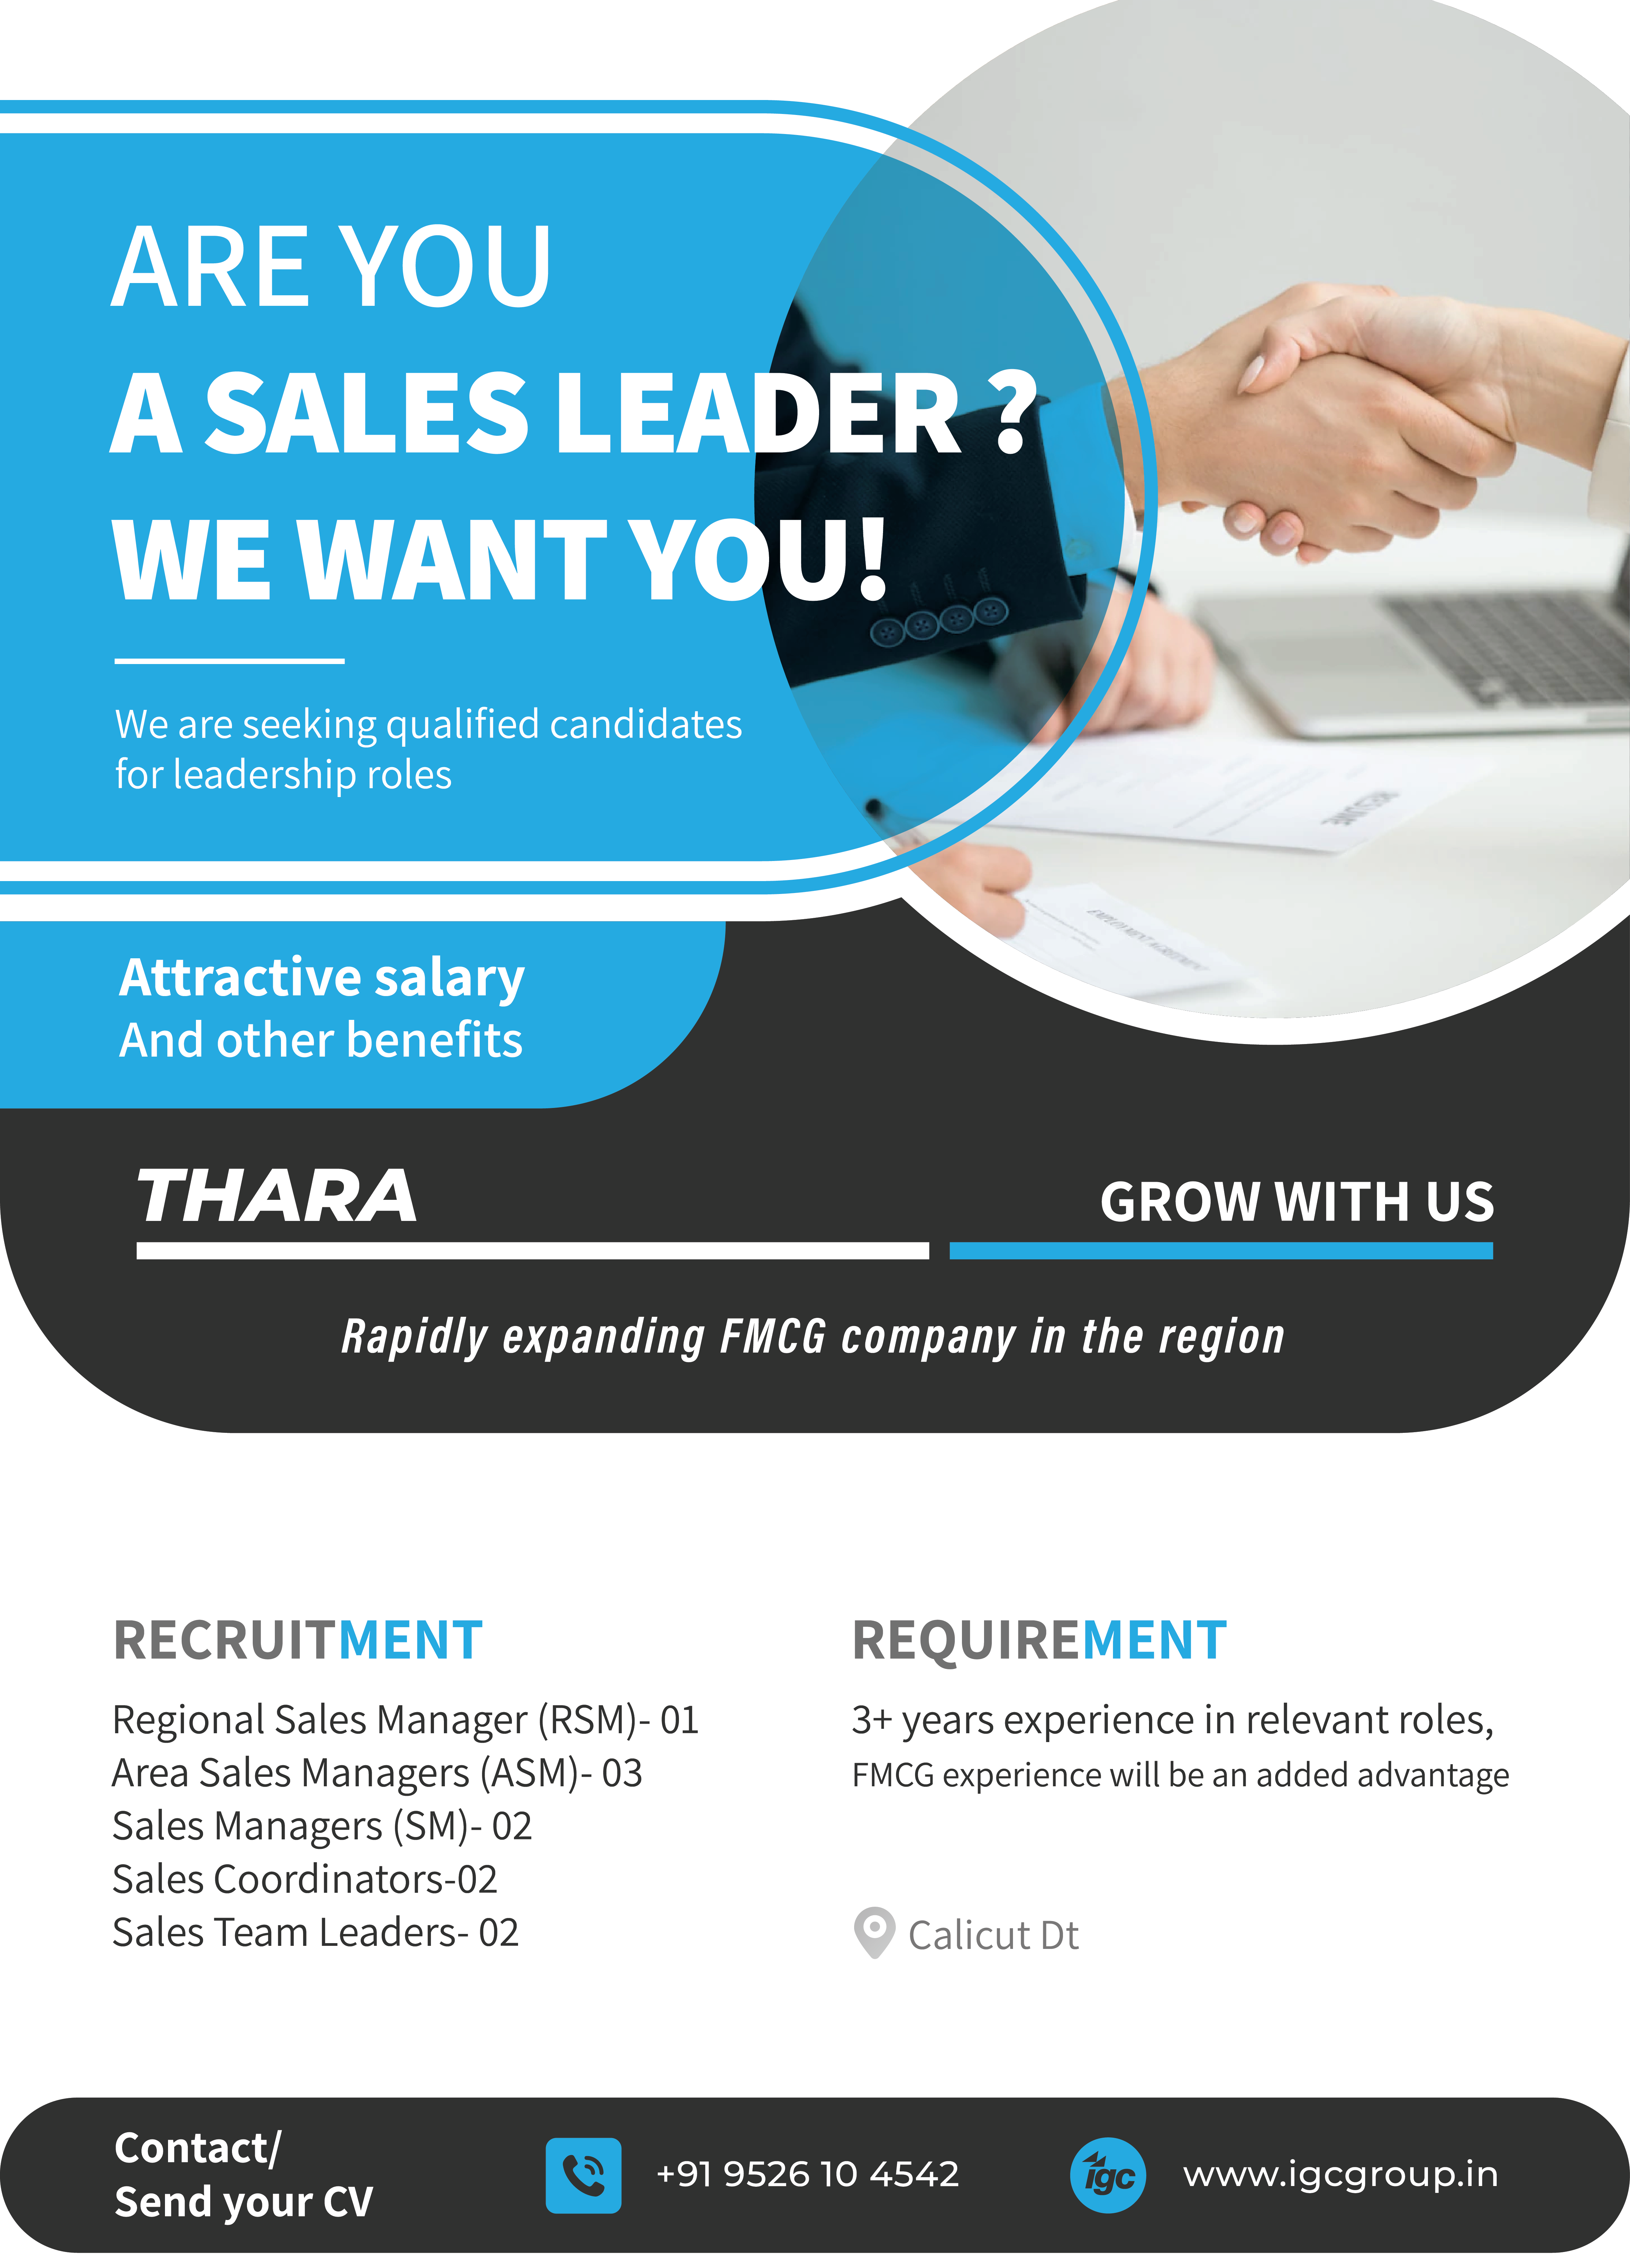 ARE YOU
A SALES LEADER ?
WE WANT YOU!
We are seeking qualified candidates
for leadership roles
RESUME
EMPLOYMENT AGREEMENT
Attractive salary
And other benefits
THARA
GROW WITH US
Rapidly expanding FMCG company in the region
RECRUITMENT
Regional Sales Manager (RSM)- 01
Area Sales Managers (ASM)- 03
Sales Managers (SM)- 02
Sales Coordinators-02
Sales Team Leaders- 02
REQUIREMENT
3+ years experience in relevant roles,
FMCG experience will be an added advantage
Calicut Dt
Contact/
Send your CV
+91 9526 10 4542
igc
www.igcgroup.in